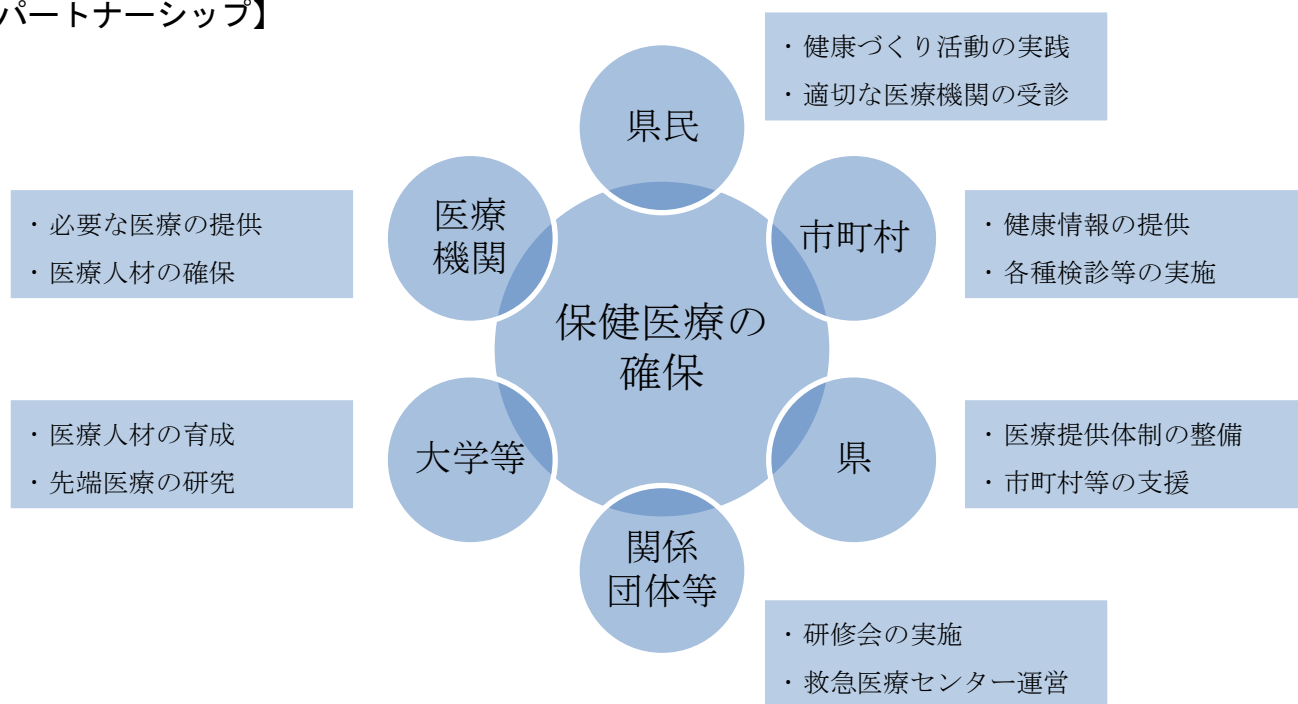 パートナーシップ】
県民
・健康づくり活動の実践
・適切な医療機関の受診
市町村
・健康情報の提供
・各種検診等の実施
県
・医療提供体制の整備
・市町村等の支援
関係
団体等
・研修会の実施
・救急医療センター運営
大学等
・医療人材の育成
・先端医療の研究
医療
機関
・必要な医療の提供
・医療人材の確保
保健医療の
確保